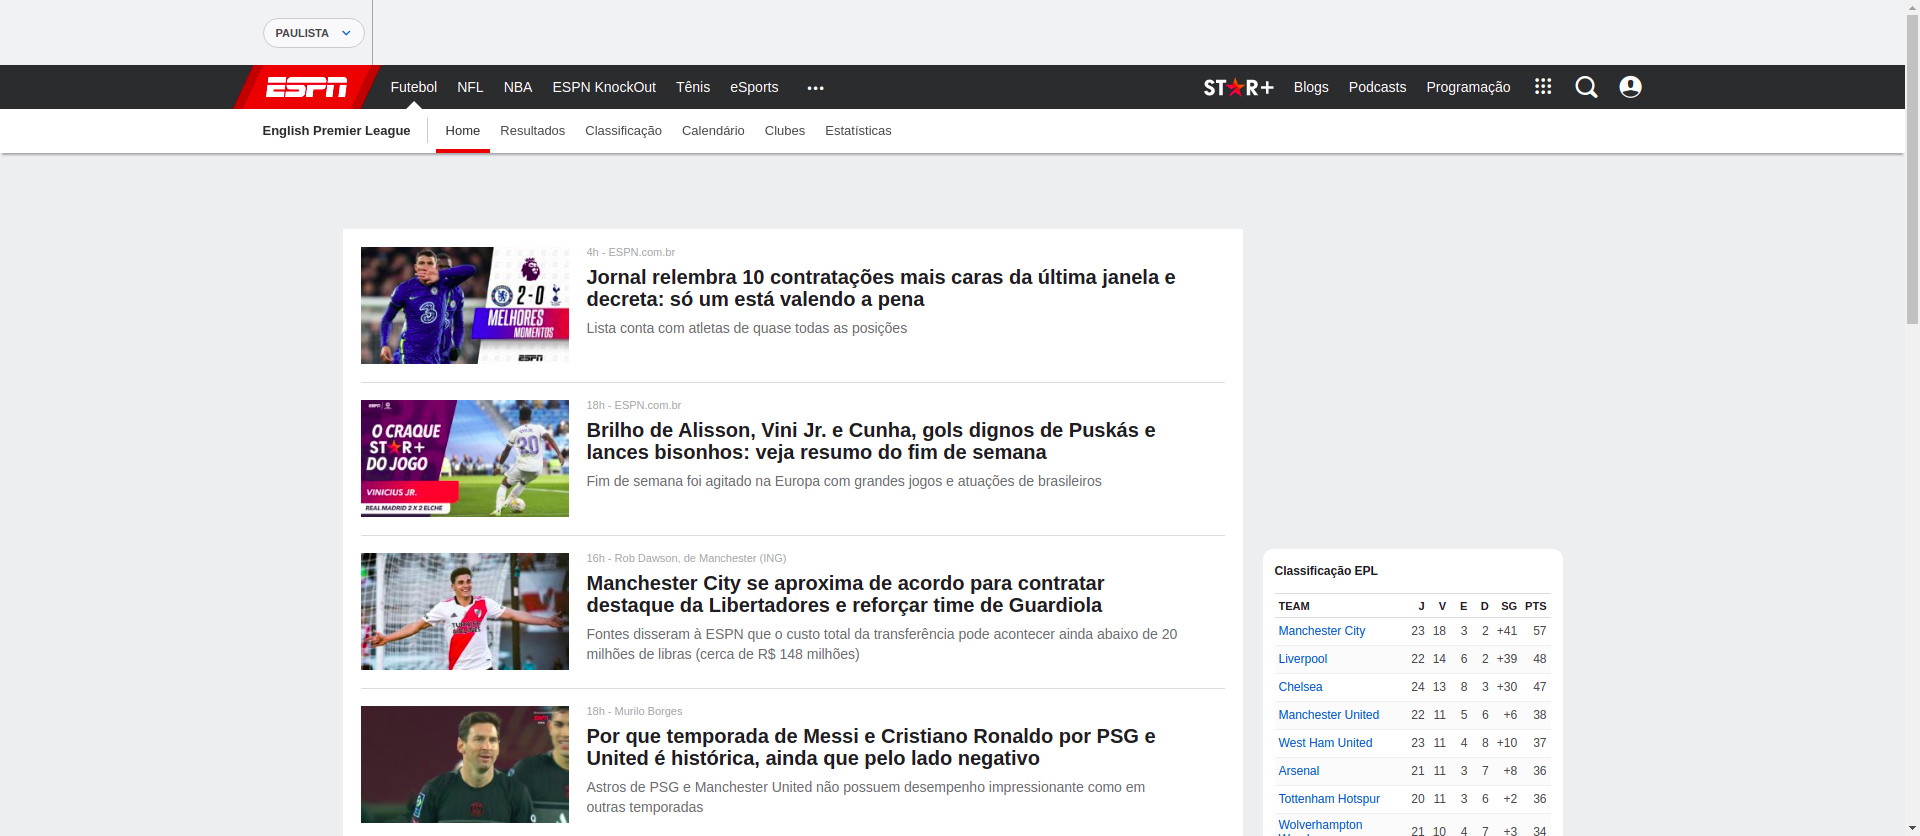 PAULISTA
ESPN Futebol NFL NBA ESPN KnockOut Tênis eSports STAR+ Blogs Podcasts Programação
English Premier League Home Resultados Classificação Calendário Clubes Estatísticas
2-0
MELHORES
MOMENTOS
ESPN
4h - ESPN.com.br
Jornal relembra 10 contratações mais caras da última janela e
decreta: só um está valendo a pena
Lista conta com atletas de quase todas as posições
O CRAQUE
STAR+
DO JOGO
VINICIUS JR.
REAL MADRID 2 X 2 ELCHE
18h - ESPN.com.br
Brilho de Alisson, Vini Jr. e Cunha, gols dignos de Puskás e
lances bisonhos: veja resumo do fim de semana
Fim de semana foi agitado na Europa com grandes jogos e atuações de brasileiros
16h - Rob Dawson, de Manchester (ING)
Manchester City se aproxima de acordo para contratar
destaque da Libertadores e reforçar time de Guardiola
Fontes disseram à ESPN que o custo total da transferência pode acontecer ainda abaixo de 20
milhões de libras (cerca de R$ 148 milhões)
18h - Murilo Borges
Por que temporada de Messi e Cristiano Ronaldo por PSG e
United é histórica, ainda que pelo lado negativo
Astros de PSG e Manchester United não possuem desempenho impressionante como em
outras temporadas
Classificação EPL
TEAM J V E D SG PTS
Manchester City 23 18 3 2 +41 57
Liverpool 22 14 6 2 +39 48
Chelsea 24 13 8 3 +30 47
Manchester United 22 11 5 6 +6 38
West Ham United 23 11 4 8 +10 37
Arsenal 21 11 3 7 +8 36
Tottenham Hotspur 20 11 3 6 +2 36
Wolverhampton 21 10 4 7 +3 34